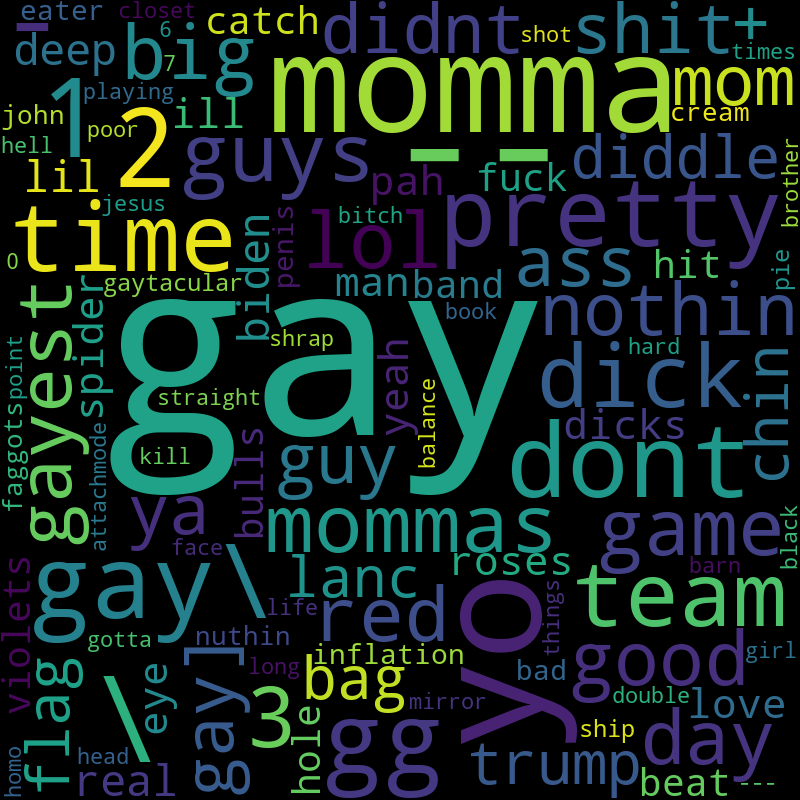 eater
closet
catch
didnt
shit
+
deep
big
6
7
shot
times
1
playing
momma
mom
john
poor
ill
cream
hell
2
guys
--
diddle
lil
pah
fuck
brother
jesus
pretty
time
biden
penis
bitch
lol
ass
hit
pie
0
gayest
spider
gaytacular
man
band
book
nothin
gay
shrap
yeah
hard
point
straight
balance
dick
chin
faggots
kill
guy
dicks
attachmode
bulls
dont
ya
mommas
game
black
face
violets
gay\
lanc
roses
barn
life
red
yo
things
team
gotta
nuthin
inflation
good
girl
flag
\
eye
gay]
long
bag
bad
double
love
3
hole
mirror
gg
ship
day
homo
head
real
trump
beat
---
-